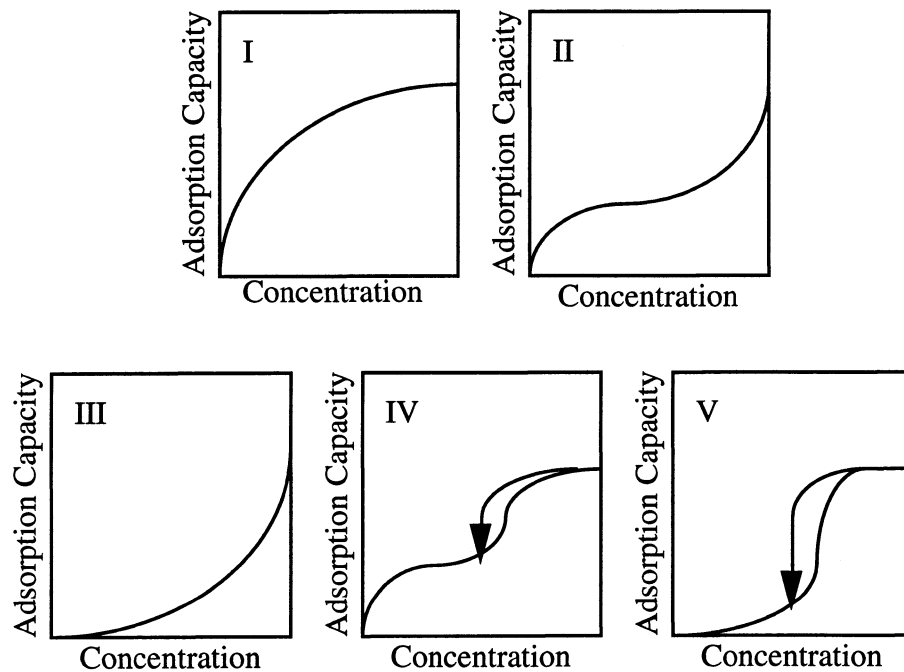 I
Adsorption Capacity
Concentration
II
Adsorption Capacity
Concentration
III
Adsorption Capacity
Concentration
IV
Adsorption Capacity
Concentration
V
Adsorption Capacity
Concentration